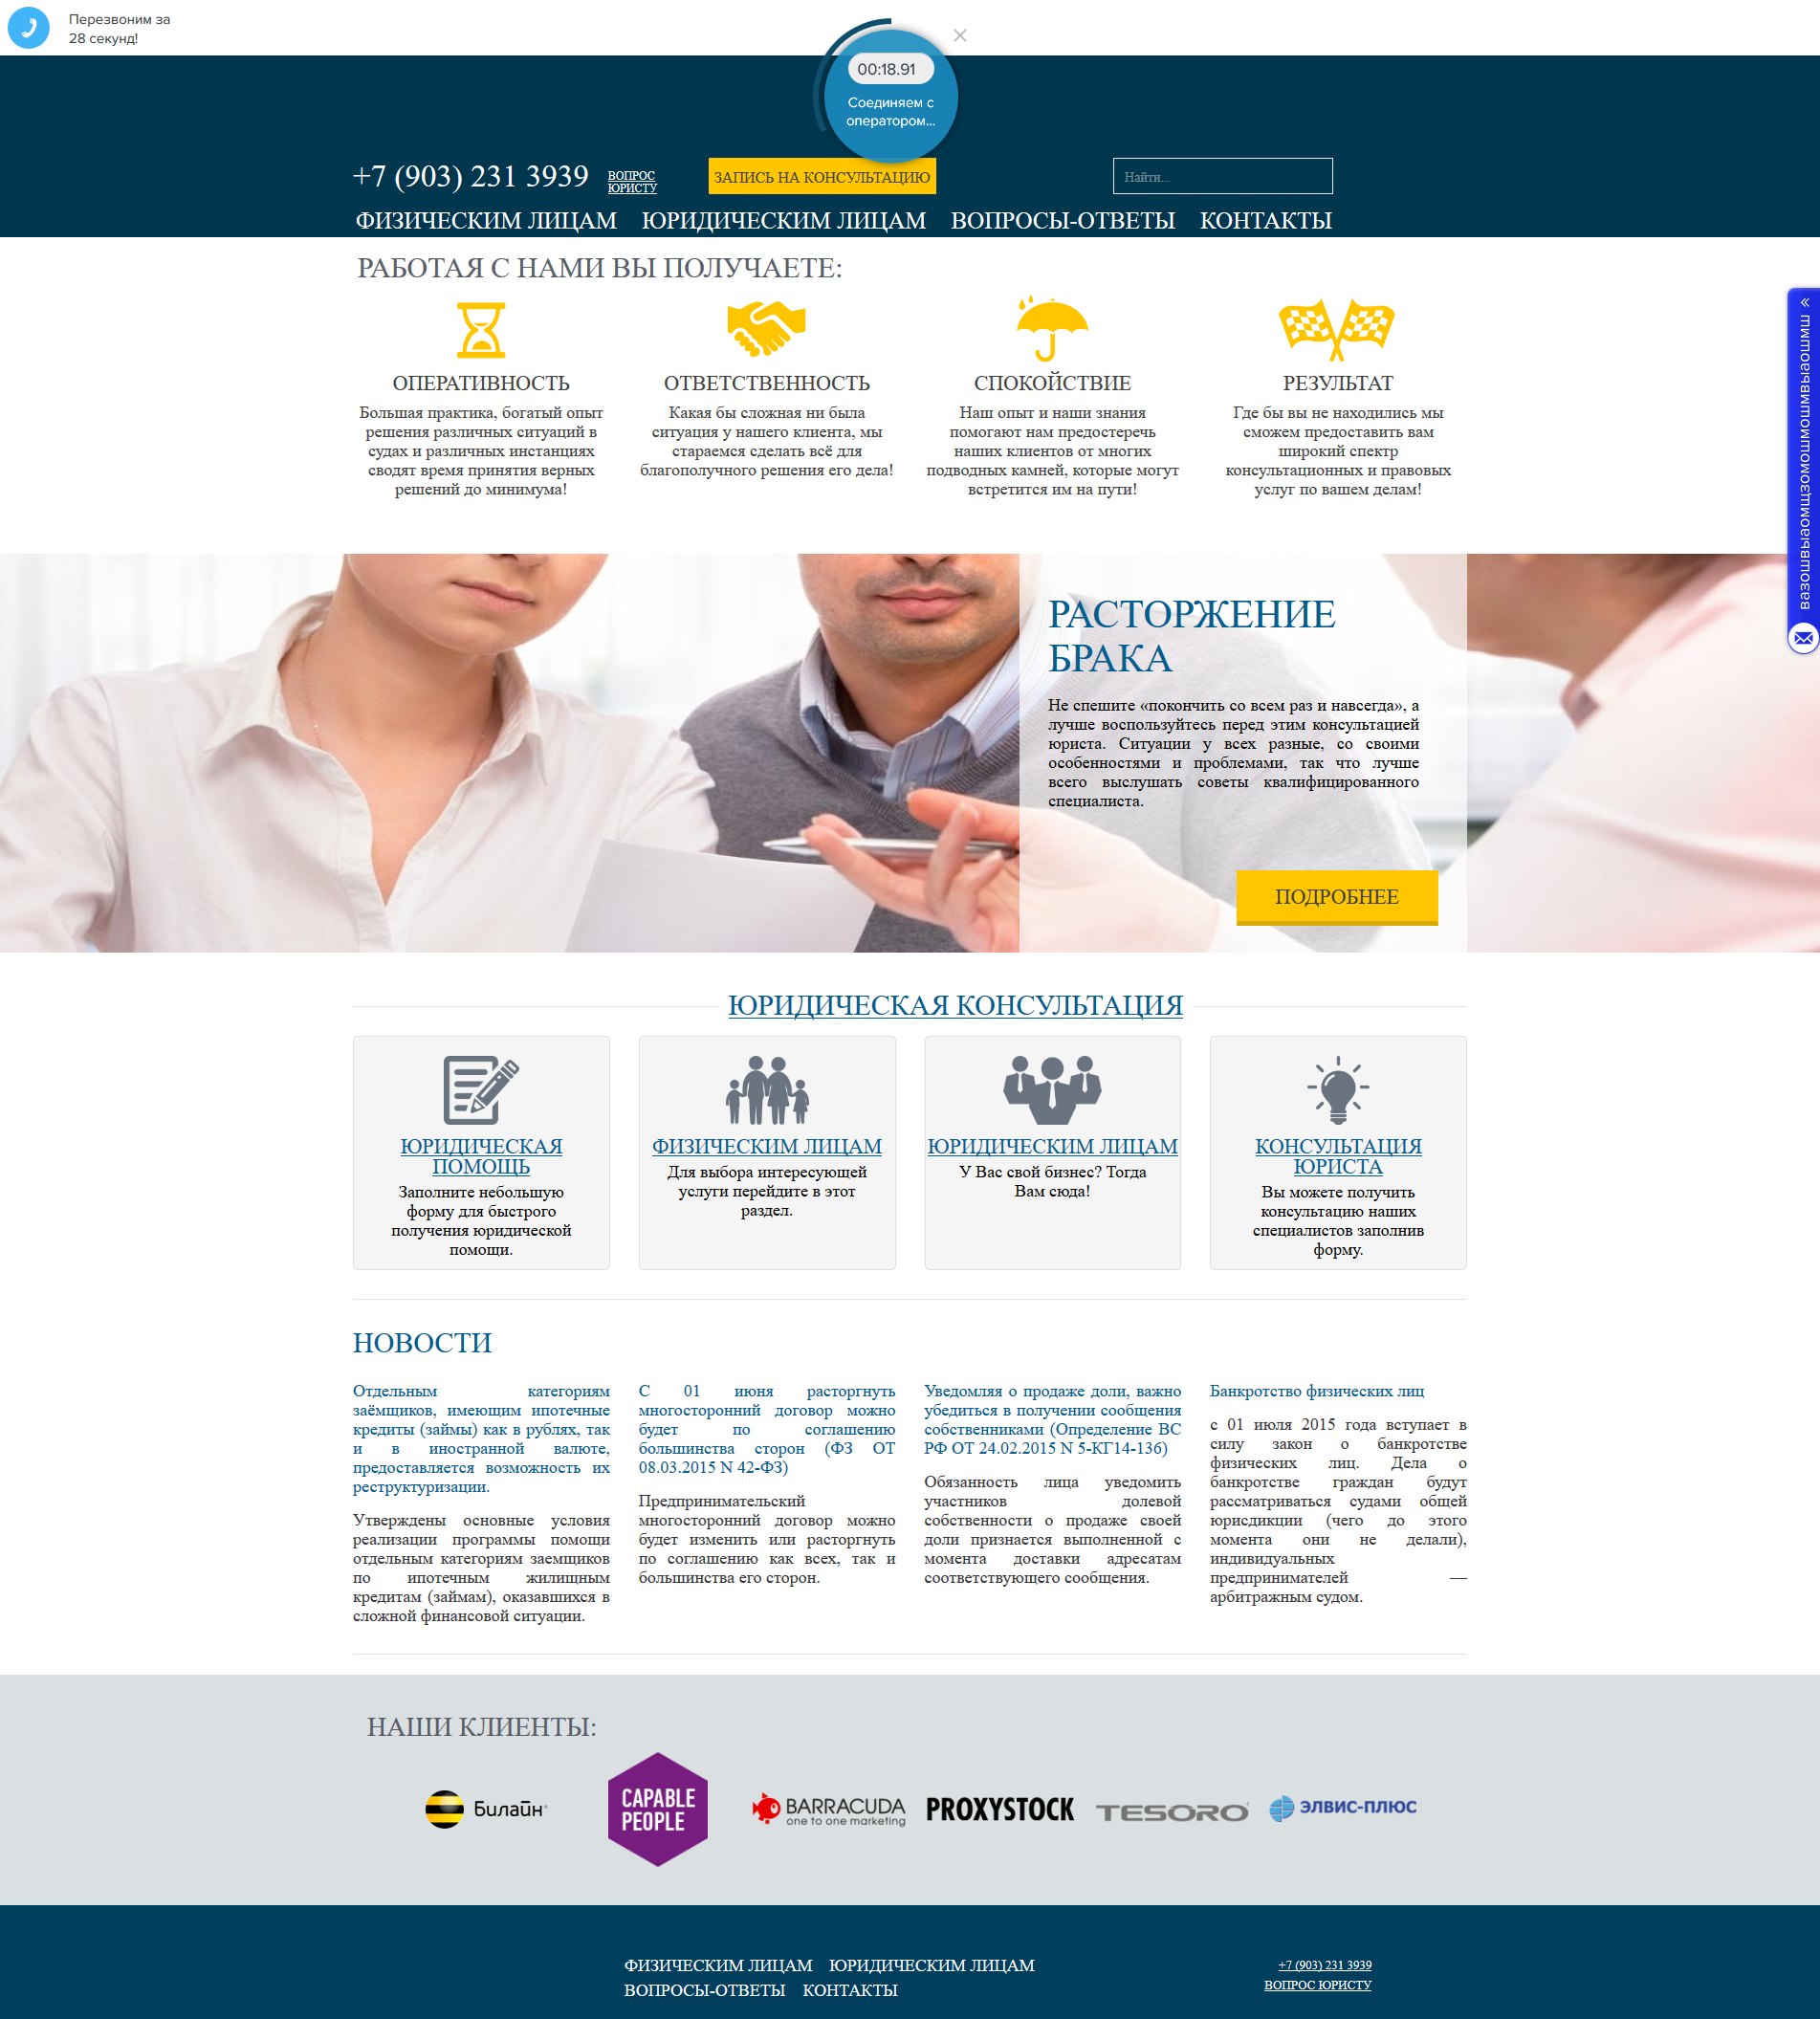 Перезвоним за
28 секунд!
00:18.91
Соединяем с
оператором...
+7 (903) 231 3939
ВОПРОС
ЮРИСТУ
ЗАПИСЬ НА КОНСУЛЬТАЦИЮ
Найти...
ФИЗИЧЕСКИМ ЛИЦАМ ЮРИДИЧЕСКИМ ЛИЦАМ ВОПРОСЫ-ОТВЕТЫ КОНТАКТЫ
РАБОТАЯ С НАМИ ВЫ ПОЛУЧАЕТЕ:
ОПЕРАТИВНОСТЬ
Большая практика, богатый опыт
решения различных ситуаций в
судах и различных инстанциях
сводят время принятия верных
решений до минимума!
ОТВЕТСТВЕННОСТЬ
Какая бы сложная ни была
ситуация у нашего клиента, мы
стараемся сделать всё для
благополучного решения его дела!
СПОКОЙСТВИЕ
Наш опыт и наши знания
помогают нам предостеречь
наших клиентов от многих
подводных камней, которые могут
встретится им на пути!
РЕЗУЛЬТАТ
Где бы вы не находились мы
сможем предоставить вам
широкий спектр
консультационных и правовых
услуг по вашем делам!
РАСТОРЖЕНИЕ
БРАКА
Не спешите «покончить со всем раз и навсегда», а
лучше воспользуйтесь перед этим консультацией
юриста. Ситуации у всех разные, со своими
особенностями и проблемами, так что лучше
всего выслушать советы квалифицированного
специалиста.
ПОДРОБНЕЕ
ЮРИДИЧЕСКАЯ КОНСУЛЬТАЦИЯ
ЮРИДИЧЕСКАЯ
ПОМОЩЬ
Заполните небольшую
форму для быстрого
получения юридической
помощи.
ФИЗИЧЕСКИМ ЛИЦАМ
Для выбора интересующей
услуги перейдите в этот
раздел.
ЮРИДИЧЕСКИМ ЛИЦАМ
У Вас свой бизнес? Тогда
Вам сюда!
КОНСУЛЬТАЦИЯ
ЮРИСТА
Вы можете получить
консультацию наших
специалистов заполнив
форму.
НОВОСТИ
Отдельным категориям
заёмщиков, имеющим ипотечные
кредиты (займы) как в рублях, так
и в иностранной валюте,
предоставляется возможность их
реструктуризации.
Утверждены основные условия
реализации программы помощи
отдельным категориям заемщиков
по ипотечным жилищным
кредитам (займам), оказавшихся в
сложной финансовой ситуации.
С 01 июня расторгнуть
многосторонний договор можно
будет по соглашению
большинства сторон (ФЗ ОТ
08.03.2015 N 42-ФЗ)
Предпринимательский
многосторонний договор можно
будет изменить или расторгнуть
по соглашению как всех, так и
большинства его сторон.
Уведомляя о продаже доли, важно
убедиться в получении сообщения
собственниками (Определение ВС
РФ ОТ 24.02.2015 N 5-КГ14-136)
Обязанность лица уведомить
участников долевой
собственности о продаже своей
доли признается выполненной с
момента доставки адресатам
соответствующего сообщения.
Банкротство физических лиц
с 01 июля 2015 года вступает в
силу закон о банкротстве
физических лиц. Дела о
банкротстве граждан будут
рассматриваться судами общей
юрисдикции (чего до этого
момента они не делали),
индивидуальных
предпринимателей —
арбитражным судом.
НАШИ КЛИЕНТЫ:
Билайн
CAPABLE
PEOPLE
BARRACUDA
one to one marketing
PROXYSTOCK
TESORO
ЭЛВИС-ПЛЮС
ФИЗИЧЕСКИМ ЛИЦАМ ЮРИДИЧЕСКИМ ЛИЦАМ
ВОПРОСЫ-ОТВЕТЫ КОНТАКТЫ
+7 (903) 231 3939
ВОПРОС ЮРИСТУ